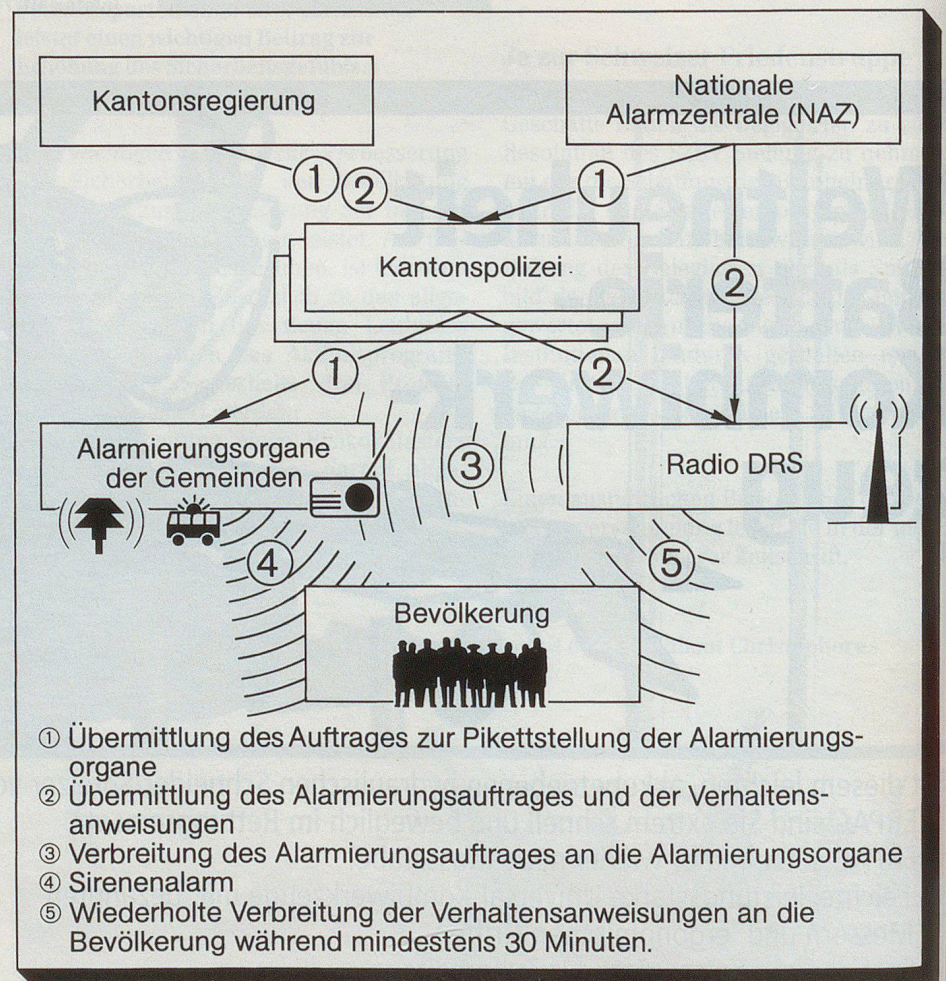 Kantonsregierung
Nationale
Alarmzentrale (NAZ)
① ②
①
Kantonspolizei
②
①
②
Alarmierungsorgane
der Gemeinden
③
Radio DRS
④
⑤
Bevölkerung
① Übermittlung des Auftrages zur Pikettstellung der Alarmierungs-
organe
② Übermittlung des Alarmierungsauftrages und der Verhaltens-
anweisungen
③ Verbreitung des Alarmierungsauftrages an die Alarmierungsorgane
④ Sirenenalarm
⑤ Wiederholte Verbreitung der Verhaltensanweisungen an die
Bevölkerung während mindestens 30 Minuten.